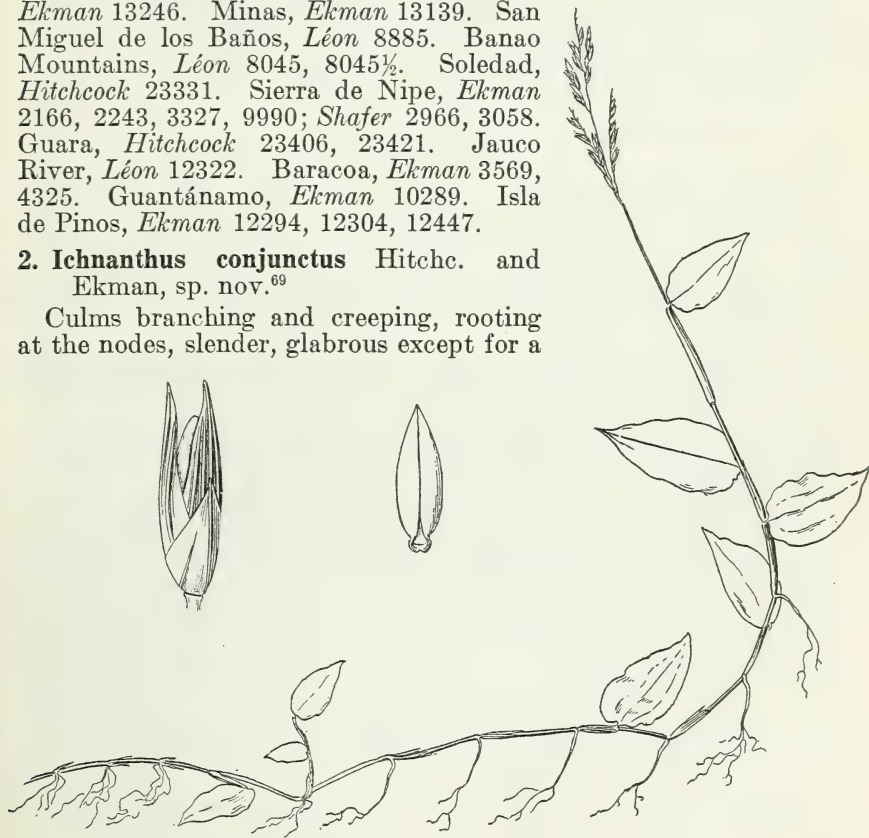 Ekman 13246. Minas, Ekman 13139. San
Miguel de los Baños, Léon 8885. Banao
Mountains, Léon 8045, 8045½. Soledad,
Hitchcock 23331. Sierra de Nipe, Ekman
2166, 2243, 3327, 9990; Shafer 2966, 3058.
Guara, Hitchcock 23406, 23421. Jauco
River, Léon 12322. Baracoa, Ekman 3569,
4325. Guantánamo, Ekman 10289. Isla
de Pinos, Ekman 12294, 12304, 12447.
2. Ichnanthus conjunctus Hitchc. and
Ekman, sp. nov.⁶⁹
Culms branching and creeping, rooting
at the nodes, slender, glabrous except for a